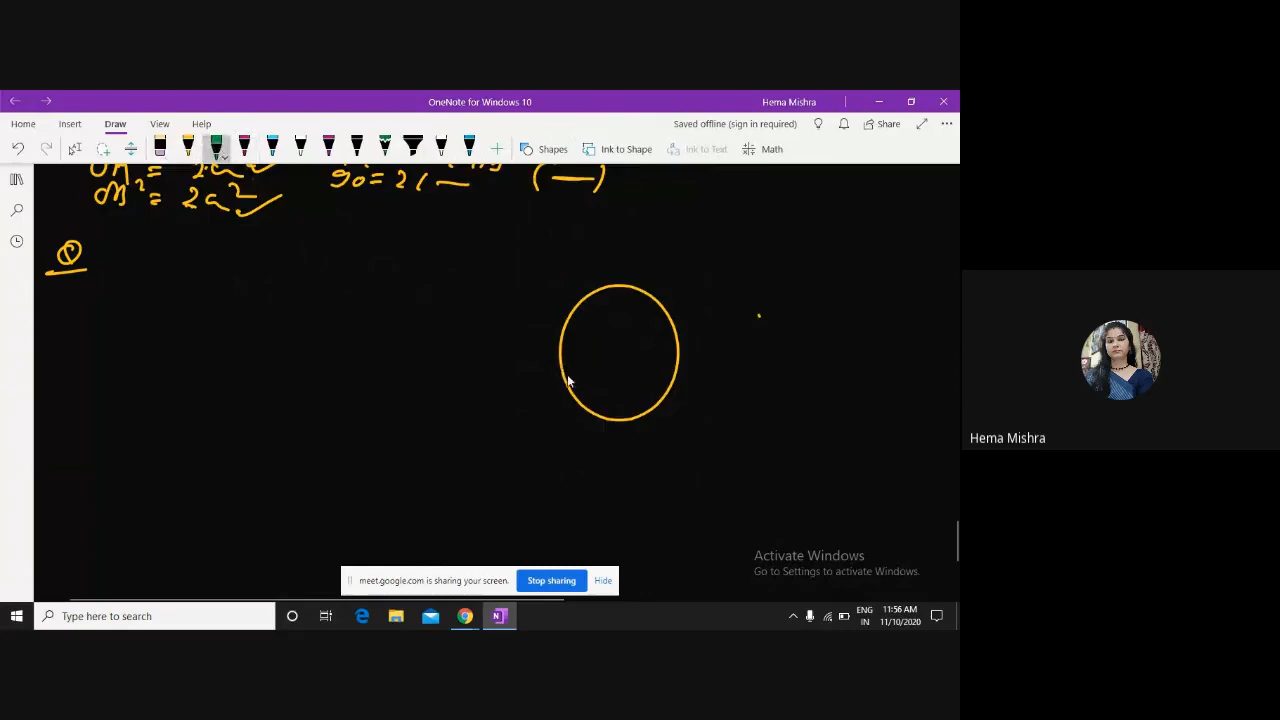 OneNote for Windows 10
Hema Mishra
Home Insert Draw View Help
Saved offline (sign in required)
Share
Shapes
Ink to Shape
Ink to Text
Math
= 2a
90 = 2
= 2a²
Q
Activate Windows
Go to Settings to activate Windows.
meet.google.com is sharing your screen.
Stop sharing
Hide
Type here to search
ENG
IN
11:56 AM
11/10/2020
Hema Mishra